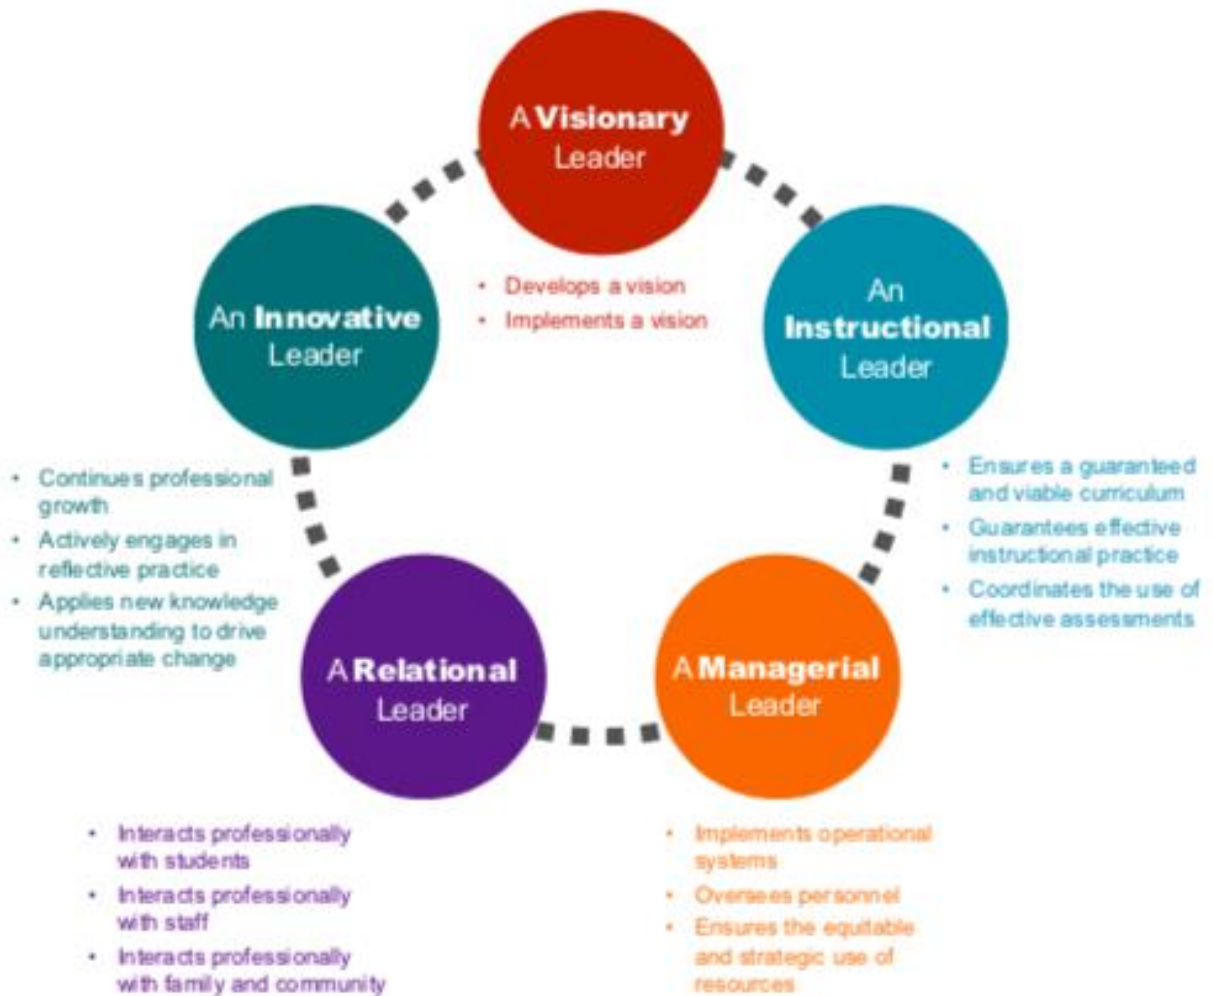 A Visionary
Leader
• Develops a vision
• Implements a vision
An
Instructional
Leader
• Ensures a guaranteed
and viable curriculum
• Guarantees effective
instructional practice
• Coordinates the use of
effective assessments
A Managerial
Leader
• Implements operational
systems
• Oversees personnel
• Ensures the equitable
and strategic use of
resources
A Relational
Leader
• Interacts professionally
with students
• Interacts professionally
with staff
• Interacts professionally
with family and community
An Innovative
Leader
• Continues professional
growth
• Actively engages in
reflective practice
• Applies new knowledge
understanding to drive
appropriate change